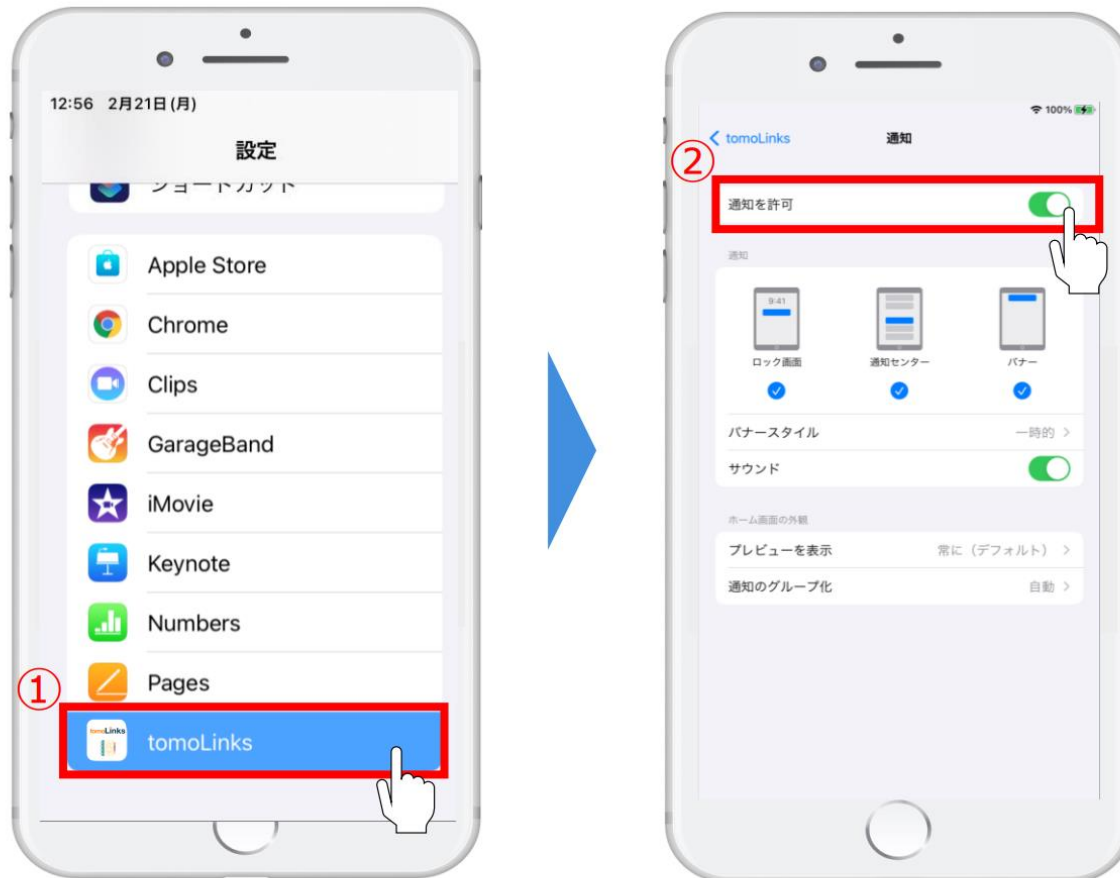 12:56 2月21日(月)
設定
ショートカット
Apple Store
Chrome
Clips
GarageBand
iMovie
Keynote
Numbers
Pages
①
tomoLinks
tomoLinks
100%
tomoLinks 通知
②
通知を許可
通知
9:41
ロック画面 通知センター バナー
バナースタイル 一時的
サウンド
ホーム画面の外観
プレビューを表示 常に（デフォルト）
通知のグループ化 自動